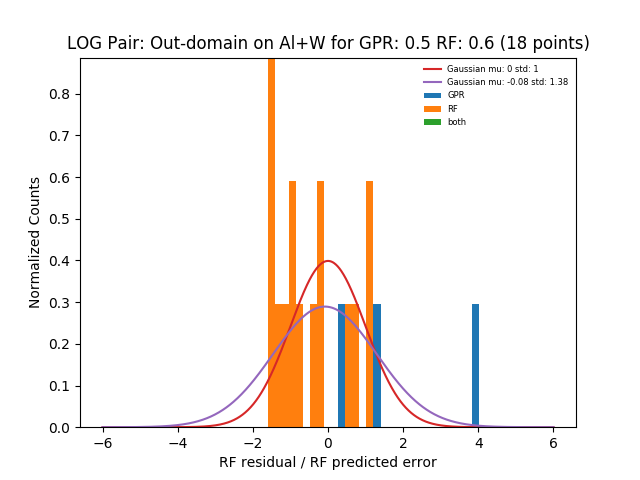 LOG Pair: Out-domain on Al+W for GPR: 0.5 RF: 0.6 (18 points)
Gaussian mu: 0 std: 1
Gaussian mu: -0.08 std: 1.38
GPR
RF
both
Normalized Counts
0.8
0.7
0.6
0.5
0.4
0.3
0.2
0.1
0.0
−6 −4 −2 0 2 4 6
RF residual / RF predicted error